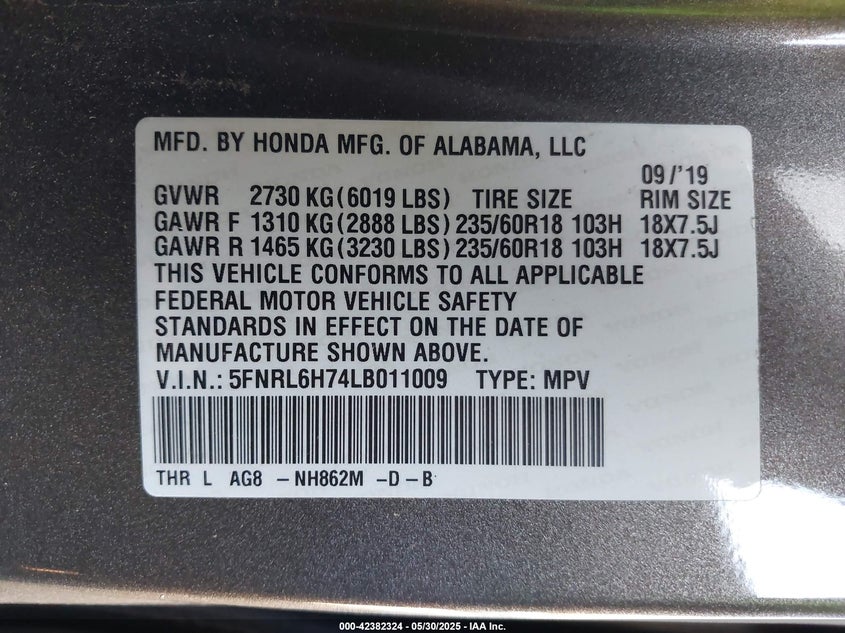 MFD. BY HONDA MFG. OF ALABAMA, LLC
09/'19
GVWR 2730 KG(6019 LBS) TIRE SIZE RIM SIZE
GAWR F 1310 KG(2888 LBS) 235/60R18 103H 18X7.5J
GAWR R 1465 KG(3230 LBS) 235/60R18 103H 18X7.5J
THIS VEHICLE CONFORMS TO ALL APPLICABLE
FEDERAL MOTOR VEHICLE SAFETY
STANDARDS IN EFFECT ON THE DATE OF
MANUFACTURE SHOWN ABOVE.
V.I.N.: 5FNRL6H74LB011009 TYPE: MPV
THR L AG8 -NH862M -D-B
000-42382324 - 05/30/2025 - IAA Inc.